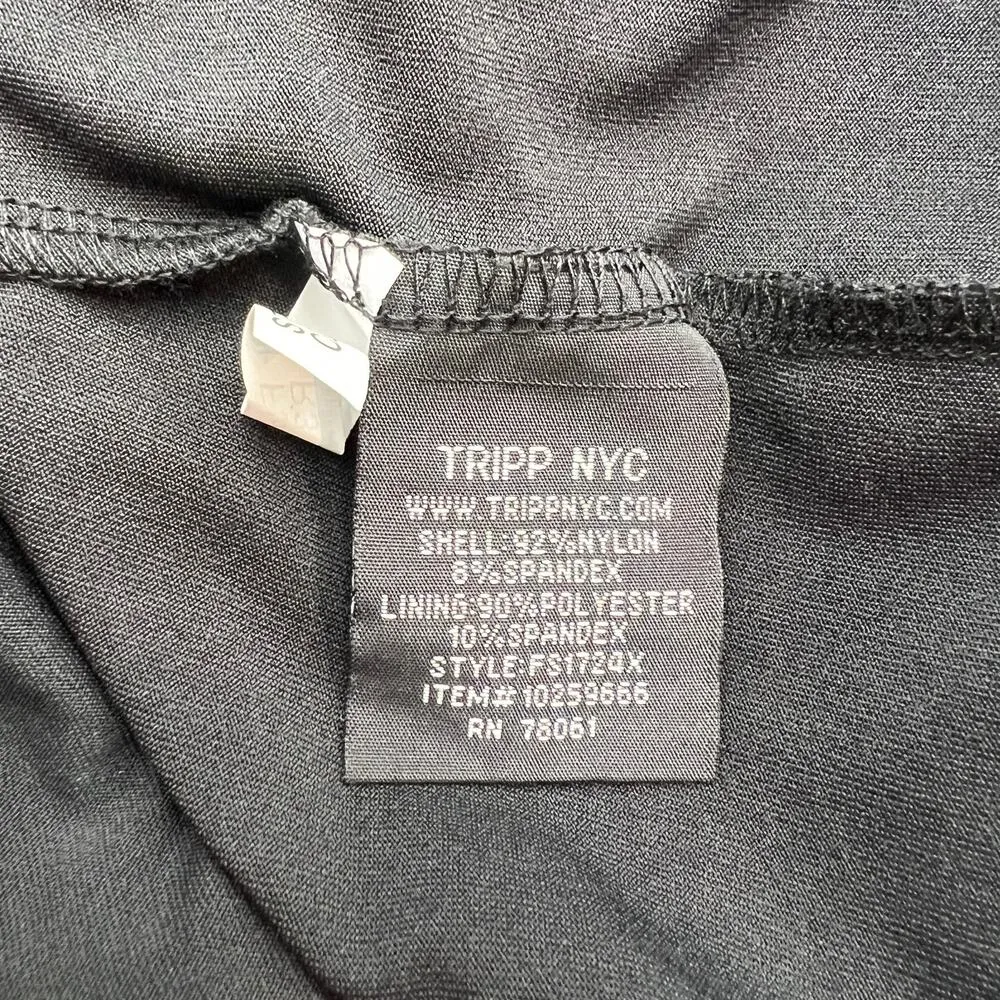 TRIPP NYC
WWW.TRIPPNYC.COM
SHELL:92%NYLON
8%SPANDEX
LINING:90%POLYESTER
10%SPANDEX
STYLE:FS1724X
ITEM#10259666
RN 78061